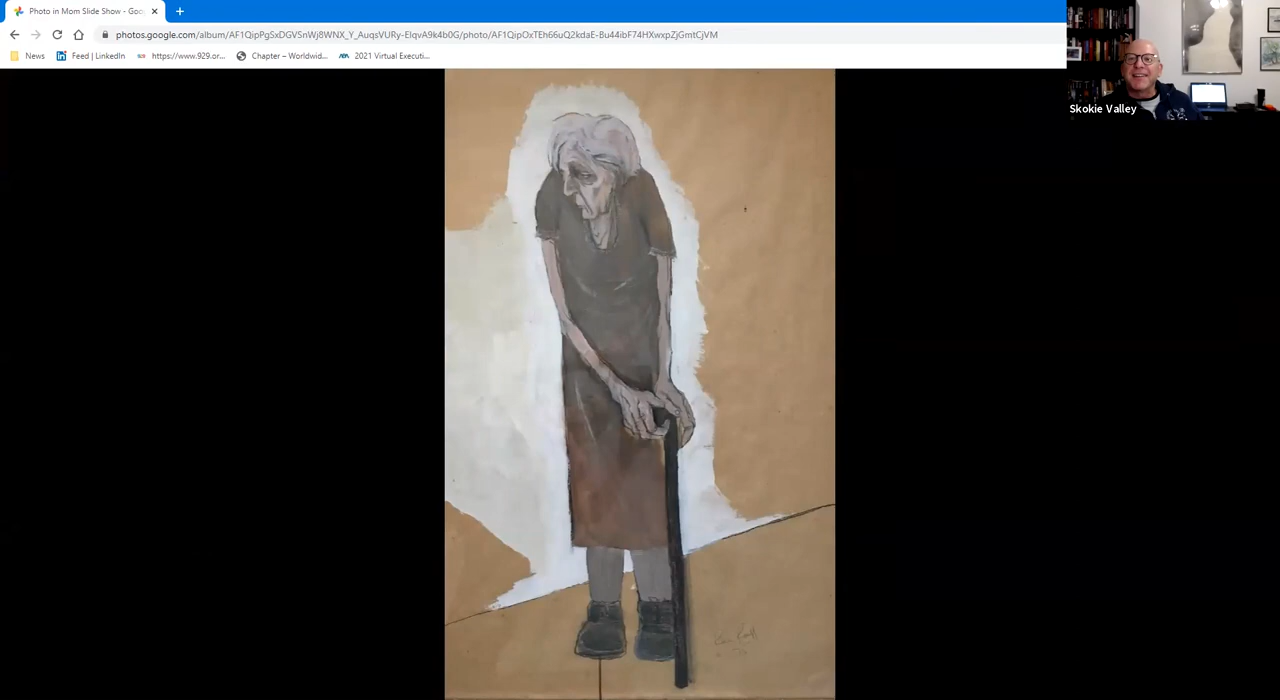 Photo in Mom Slide Show - Goo
photos.google.com/album/AF1QipPgSxDGVSnWj8WNX_Y_AuqsVURy-ElqvA9k4b0G/photo/AF1QipOxTEh66uQ2kdaE-Bu44ibF74HXwxpZjGmtCjVM
News
Feed | LinkedIn
https://www.929.or...
Chapter – Worldwid...
2021 Virtual Executi...
Skokie Valley